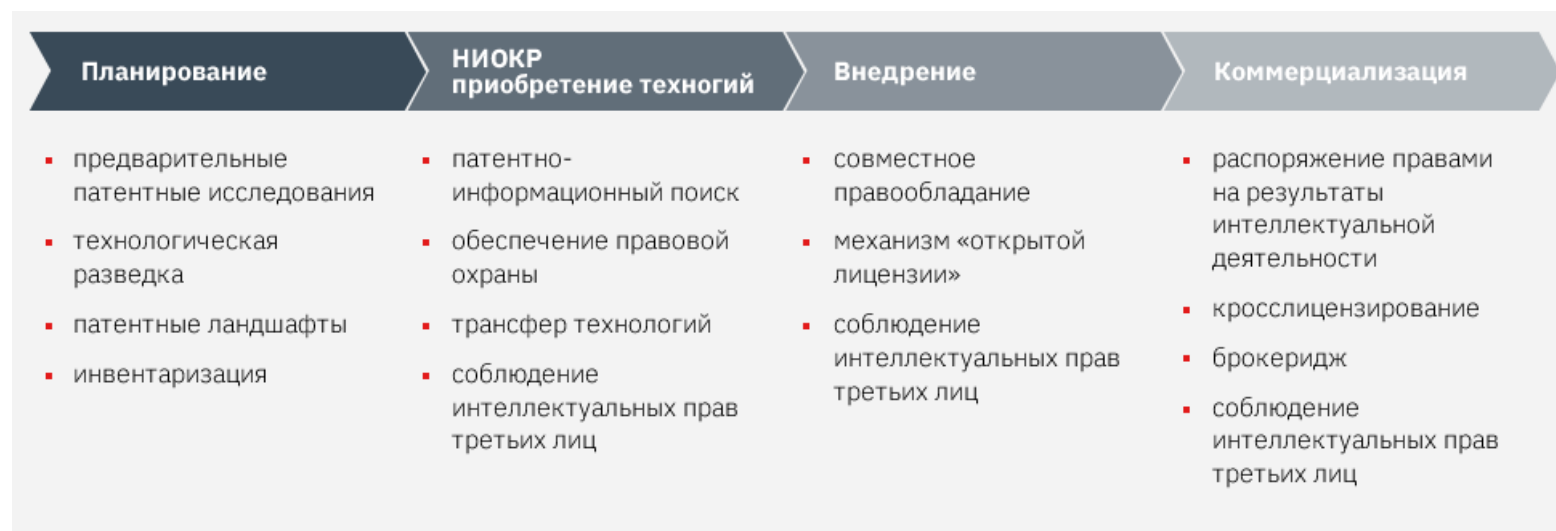 Планирование
НИОКР
приобретение техногий
Внедрение
Коммерциализация
предварительные
патентные исследования
технологическая
разведка
патентные ландшафты
инвентаризация
патентно-
информационный поиск
обеспечение правовой
охраны
трансфер технологий
соблюдение
интеллектуальных прав
третьих лиц
совместное
правообладание
механизм «открытой
лицензии»
соблюдение
интеллектуальных прав
третьих лиц
распоряжение правами
на результаты
интеллектуальной
деятельности
кросслицензирование
брокеридж
соблюдение
интеллектуальных прав
третьих лиц